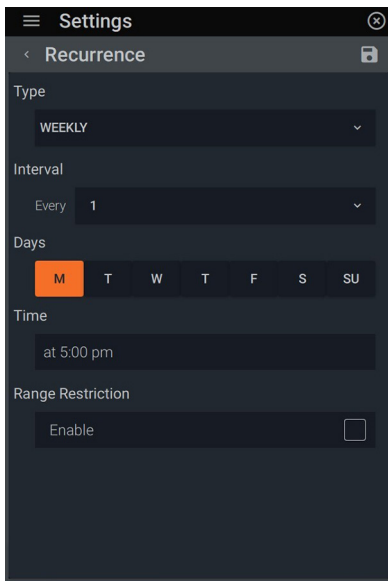 Settings
Recurrence
Type
WEEKLY
Interval
Every 1
Days
M T W T F S SU
Time
at 5:00 pm
Range Restriction
Enable